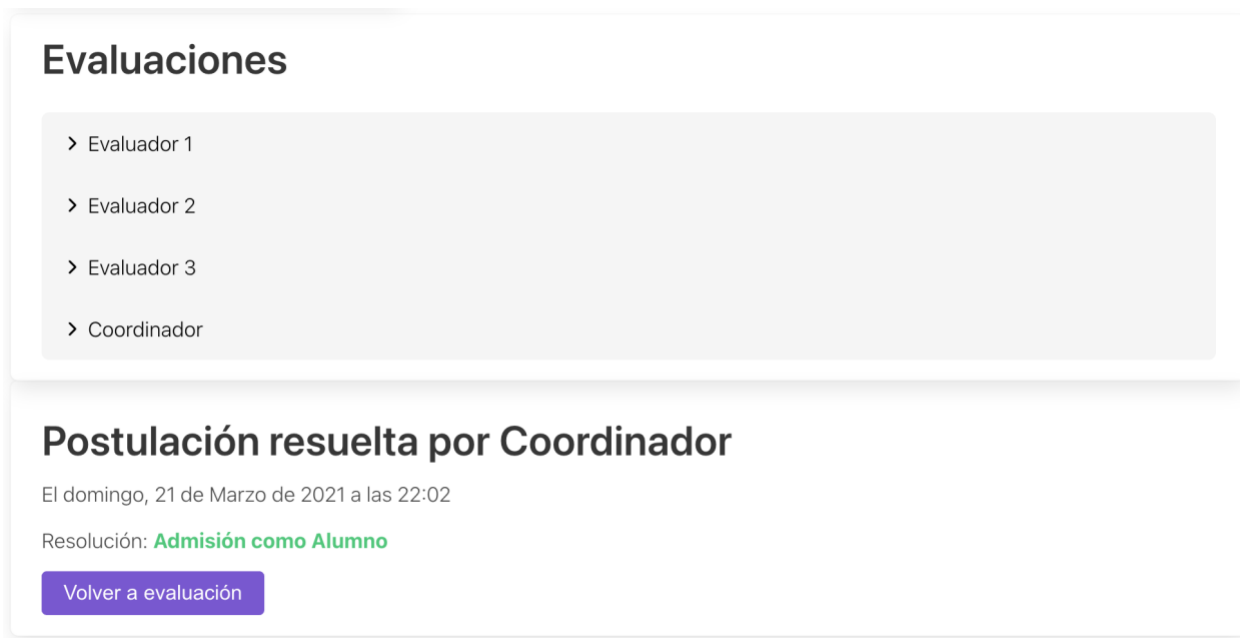 Evaluaciones
Evaluador 1
Evaluador 2
Evaluador 3
Coordinador
Postulación resuelta por Coordinador
El domingo, 21 de Marzo de 2021 a las 22:02
Resolución: Admisión como Alumno
Volver a evaluación